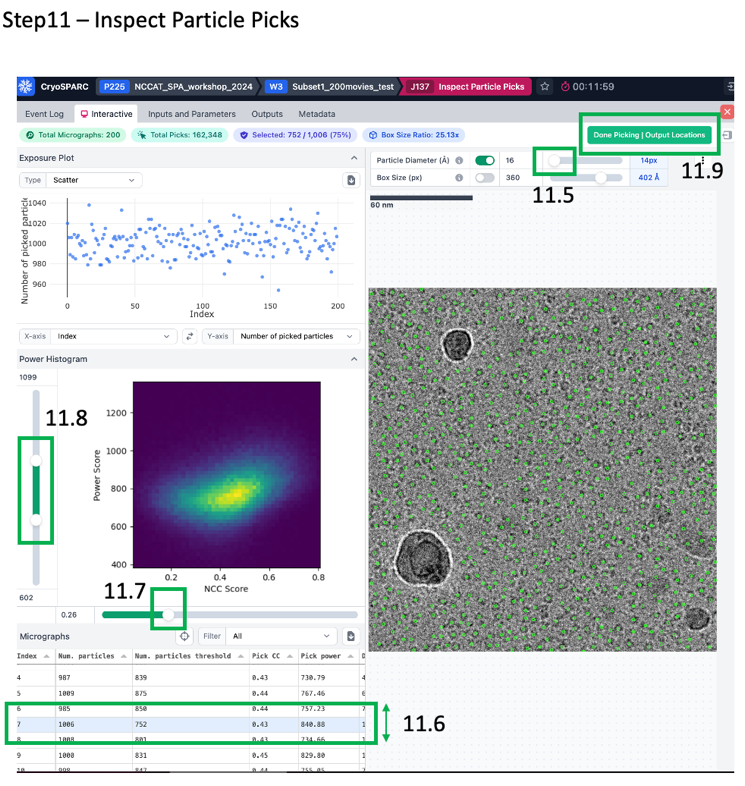 Step11 – Inspect Particle Picks
CryoSPARC P225 NCCAT_SPA_workshop_2024 W3 Subset1_200movies_test J137 Inspect Particle Picks 00:11:59
Event Log Interactive Inputs and Parameters Outputs Metadata
Total Micrographs: 200 Total Picks: 162,348 Selected: 752 / 1,006 (75%) Box Size Ratio: 25.13x Done Picking | Output Locations
Exposure Plot
Particle Diameter (Å) 16 14px
11.9
Type Scatter
Box Size (px) 360 402 Å
11.5
60 nm
Number of picked particle
1040
1020
1000
980
960
0 50 100 150 200
Index
X-axis Index Y-axis Number of picked particles
Power Histogram
1099
11.8
Power Score
1200
1000
800
600
400
0.2 0.4 0.6 0.8
NCC Score
11.7
602
0.26
Micrographs Filter All
Index Num. particles Num. particles threshold Pick CC Pick power D
4 987 839 0.43 730.79 4
5 1009 875 0.44 767.46 6
6 985 850 0.44 757.23 7
7 1006 752 0.43 840.88 1
8 1008 801 0.43 734.66 1
11.6
9 1008 831 0.45 829.80 1
10 998 847 0.44 755.05